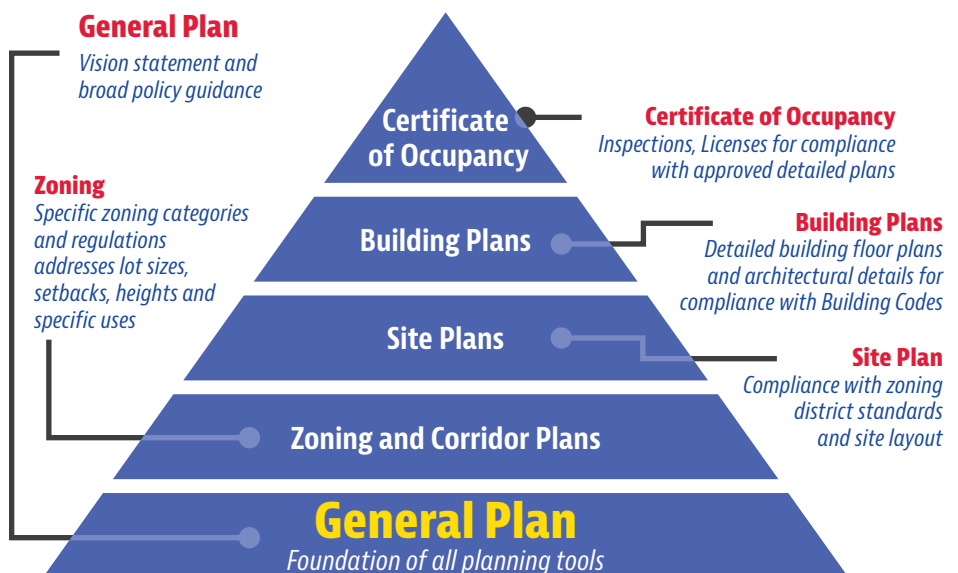 General Plan
Vision statement and
broad policy guidance
Certificate
of Occupancy
Certificate of Occupancy
Inspections, Licenses for compliance
with approved detailed plans
Zoning
Specific zoning categories
and regulations
addresses lot sizes,
setbacks, heights and
specific uses
Building Plans
Building Plans
Detailed building floor plans
and architectural details for
compliance with Building Codes
Site Plans
Site Plan
Compliance with zoning
district standards
and site layout
Zoning and Corridor Plans
General Plan
Foundation of all planning tools